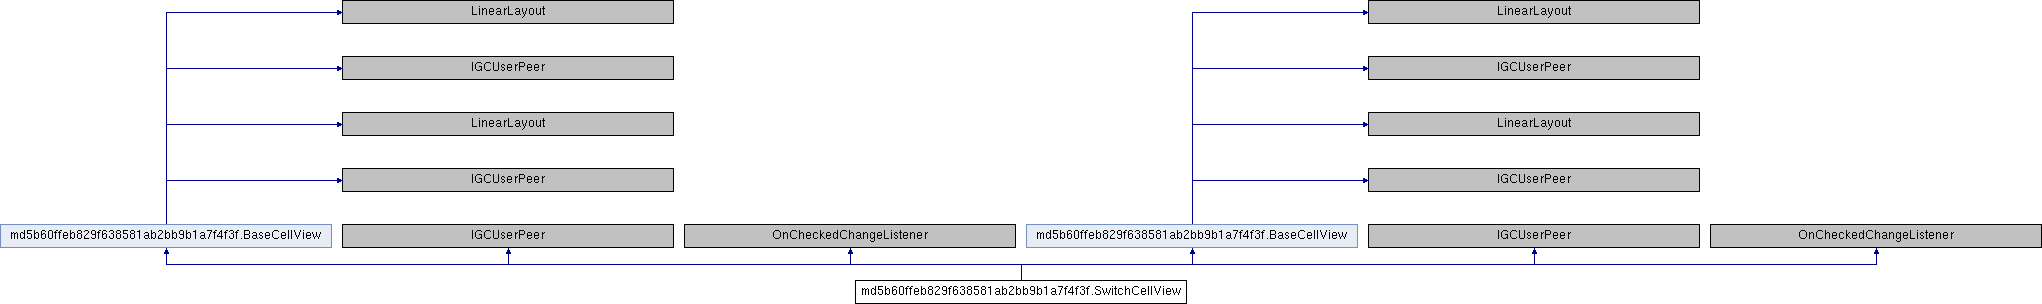 LinearLayout
LinearLayout
IGCUserPeer
IGCUserPeer
LinearLayout
LinearLayout
IGCUserPeer
IGCUserPeer
md5b60ffeb829f638581ab2bb9b1a7f4f3f.BaseCellView
IGCUserPeer
OnCheckedChangeListener
md5b60ffeb829f638581ab2bb9b1a7f4f3f.BaseCellView
IGCUserPeer
OnCheckedChangeListener
md5b60ffeb829f638581ab2bb9b1a7f4f3f.SwitchCellView